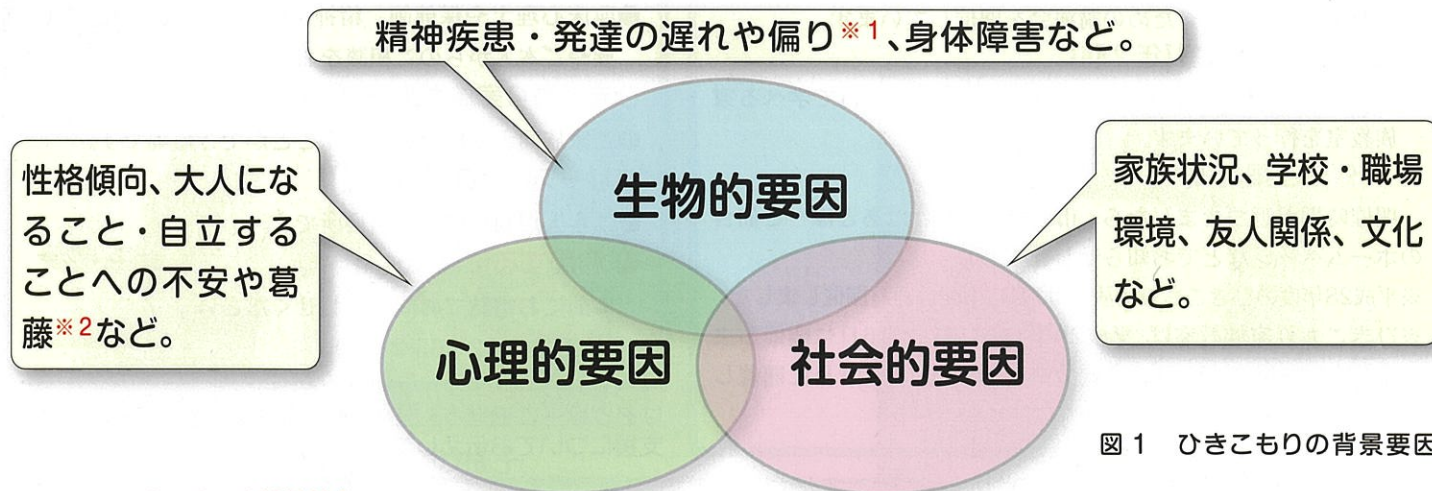 精神疾患・発達の遅れや偏り※1、身体障害など。
生物的要因
性格傾向、大人にな
ること・自立する
ことへの不安や葛
藤※2など。
家族状況、学校・職場
環境、友人関係、文化
など。
心理的要因
社会的要因
図1 ひきこもりの背景要因